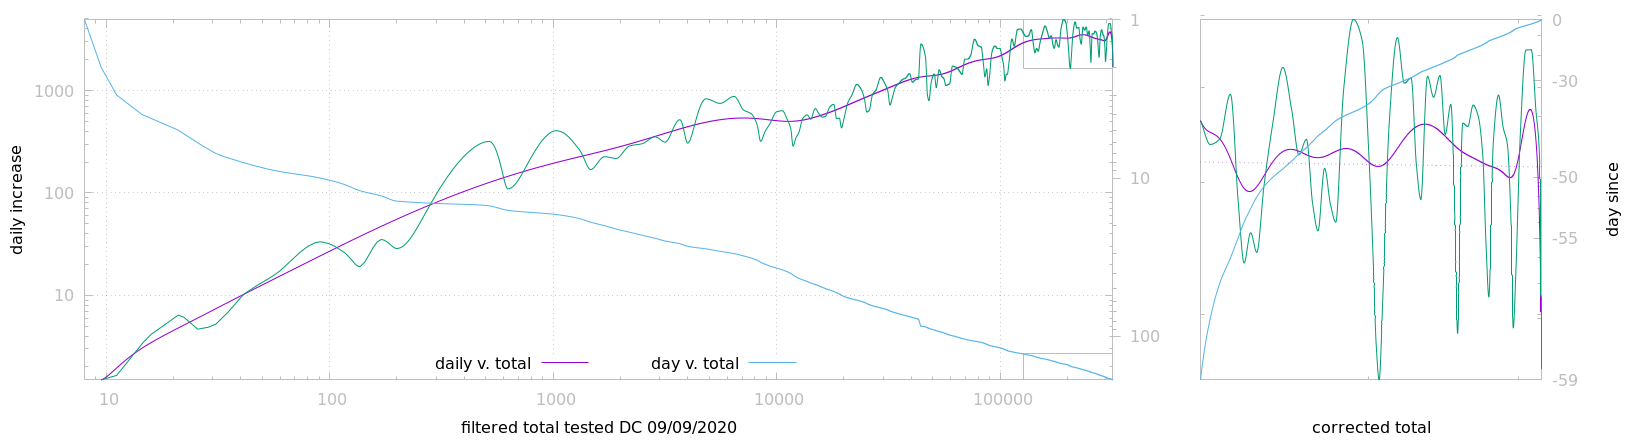 1
0
1000
-30
daily increase
100
10
-50
day since
10
-55
100
daily v. total
day v. total
-59
10
100
1000
10000
100000
filtered total tested DC 09/09/2020
corrected total